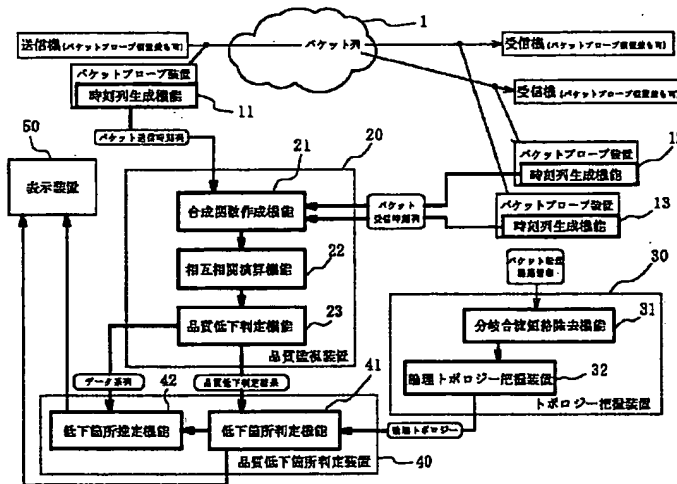 1
送信機(パケットプローブ装置兼も可)
パケット列
受信機(パケットプローブ装置兼も可)
受信機(パケットプローブ装置兼も可)
パケットプローブ装置
時刻列生成機能
11
パケット送信時刻列
50
表示装置
20
21
合成関数作成機能
22
相互相関演算機能
23
品質低下判定機能
品質監視装置
パケット
受信時刻列
12
パケットプローブ装置
時刻列生成機能
パケットプローブ装置
13
時刻列生成機能
パケット転送
経路情報
30
31
分岐合流短絡除去機能
論理トポロジー把握装置
32
トポロジー把握装置
データ系列
品質低下判定結果
42
41
低下箇所推定機能
低下箇所判定機能
論理トポロジー
品質低下箇所判定装置
40